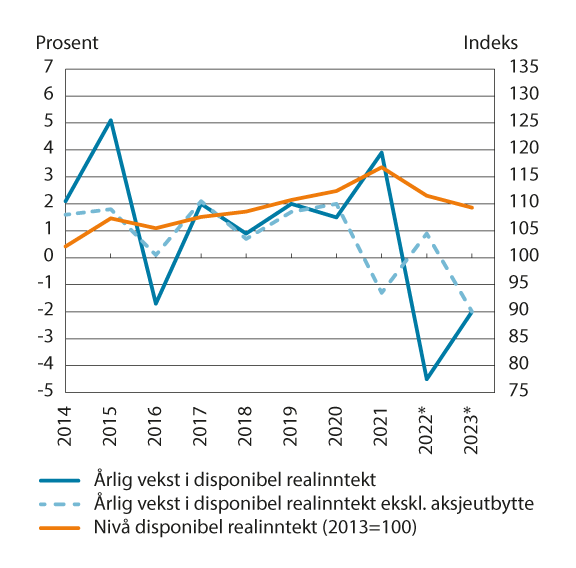 Prosent Indeks
7 135
6 130
5 125
4 120
3 115
2 110
1 105
0 100
-1 95
-2 90
-3 85
-4 80
-5 75
2014 2015 2016 2017 2018 2019 2020 2021 2022* 2023*
Årlig vekst i disponibel realinntekt
Årlig vekst i disponibel realinntekt ekskl. aksjeutbytte
Nivå disponibel realinntekt (2013=100)